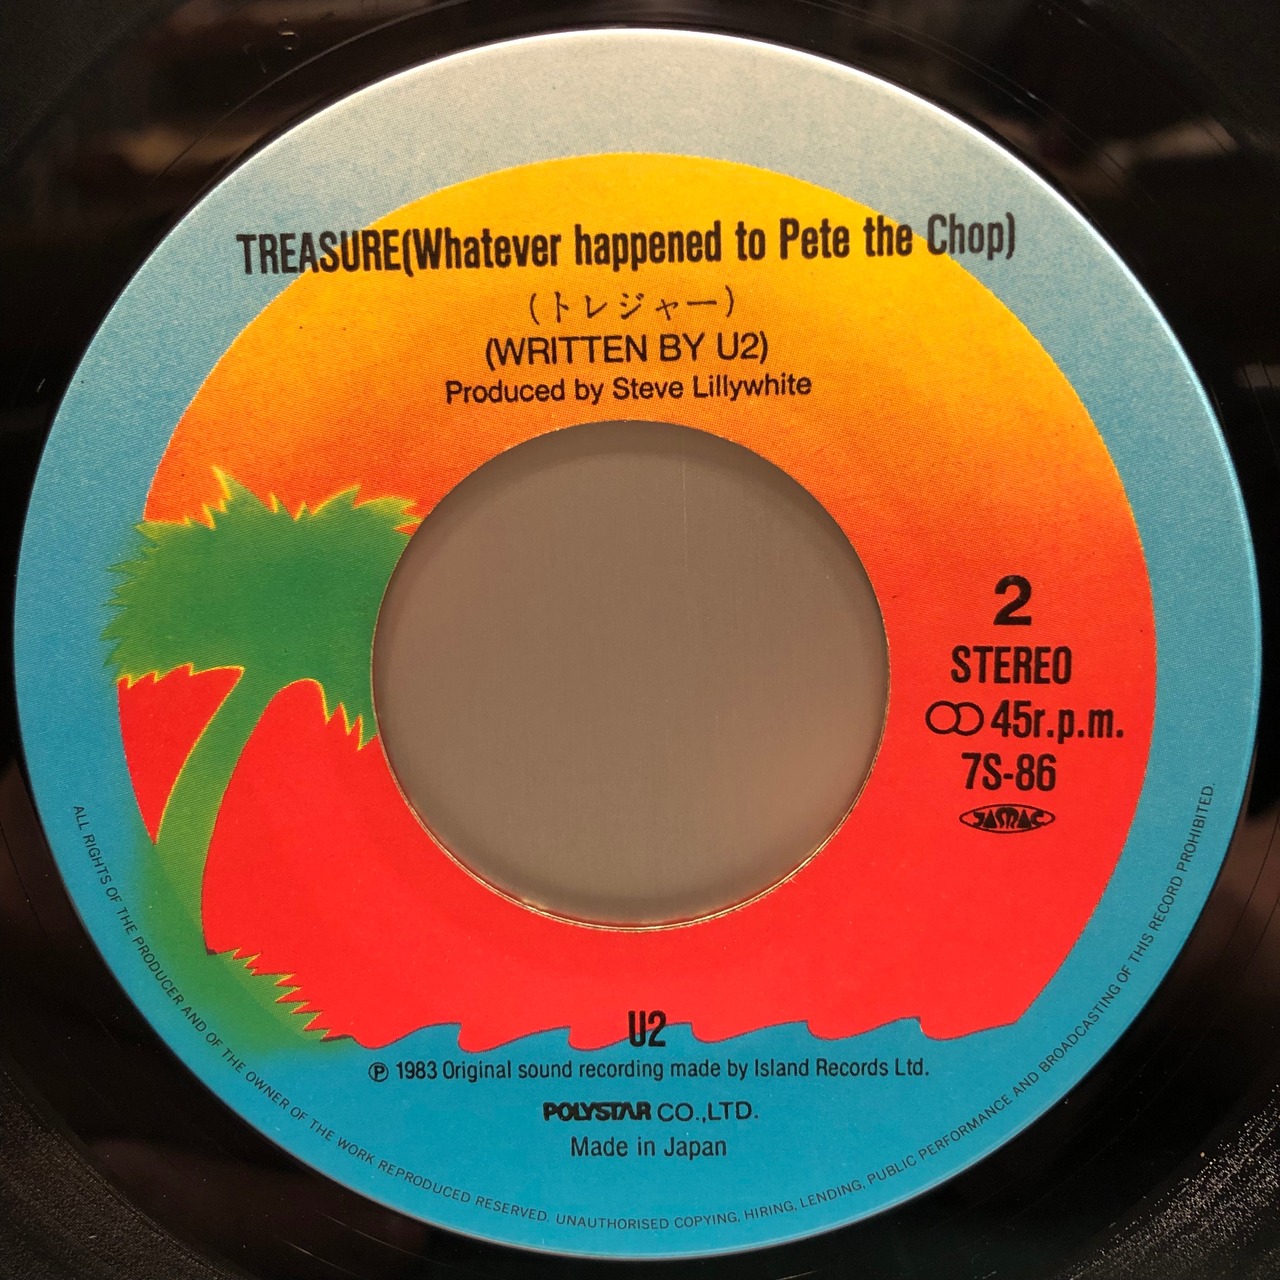 TREASURE(Whatever happened to Pete the Chop)
(トレジャー)
(WRITTEN BY U2)
Produced by Steve Lillywhite
2
STEREO
45r.p.m.
7S-86
JASRAC
U2
Ⓟ 1983 Original sound recording made by Island Records Ltd.
POLYSTAR CO.,LTD.
Made in Japan
ALL RIGHTS OF THE PRODUCER AND OF THE OWNER OF THE WORK REPRODUCED RESERVED. UNAUTHORISED COPYING, HIRING, LENDING, PUBLIC PERFORMANCE AND BROADCASTING OF THIS RECORD PROHIBITED.